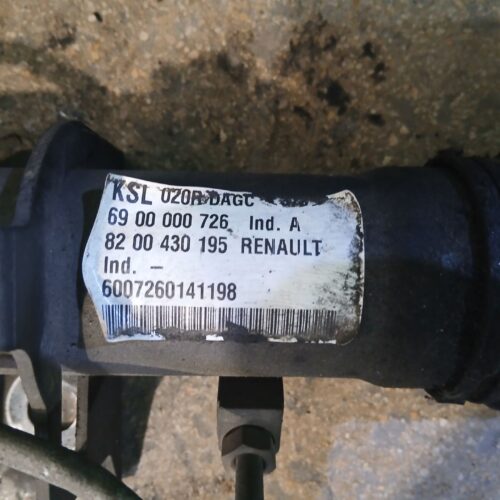 KSL 020R DAGC
69 00 000 726 Ind. A
82 00 430 195 RENAULT
Ind. -
6007260141198